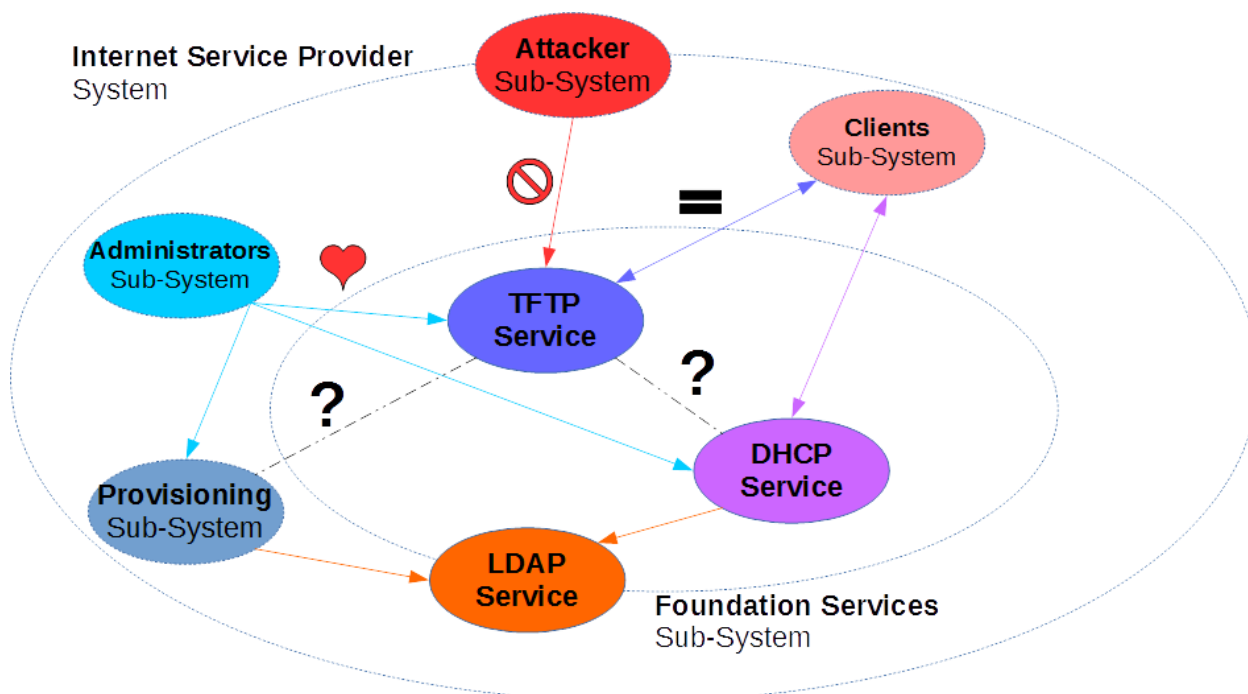 Internet Service Provider
System
Attacker
Sub-System
Clients
Sub-System
=
Administrators
Sub-System
TFTP
Service
?
?
DHCP
Service
Provisioning
Sub-System
LDAP
Service
Foundation Services
Sub-System